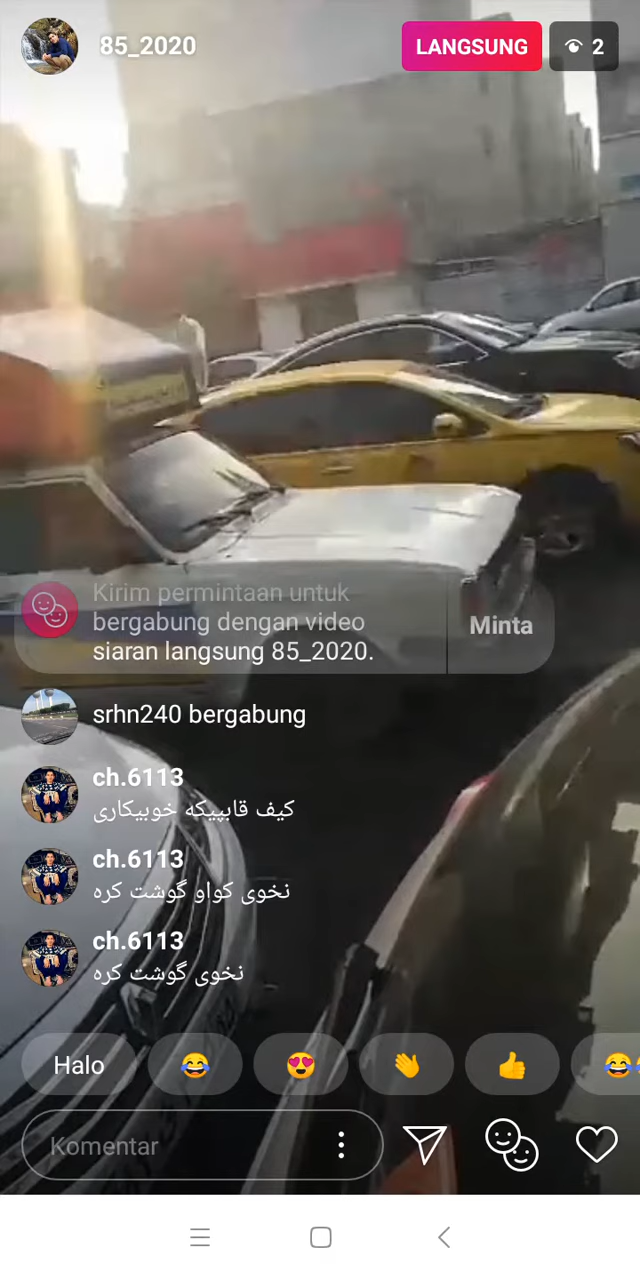 85_2020
LANGSUNG
2
Kirim permintaan untuk
bergabung dengan video
siaran langsung 85_2020.
Minta
srhn240 bergabung
ch.6113
کیف قابپیکه خوبیکاری
ch.6113
نخوی کواو گوشت کره
ch.6113
نخوی گوشت کره
Halo
😂
😍
👋
👍
😂
Komentar